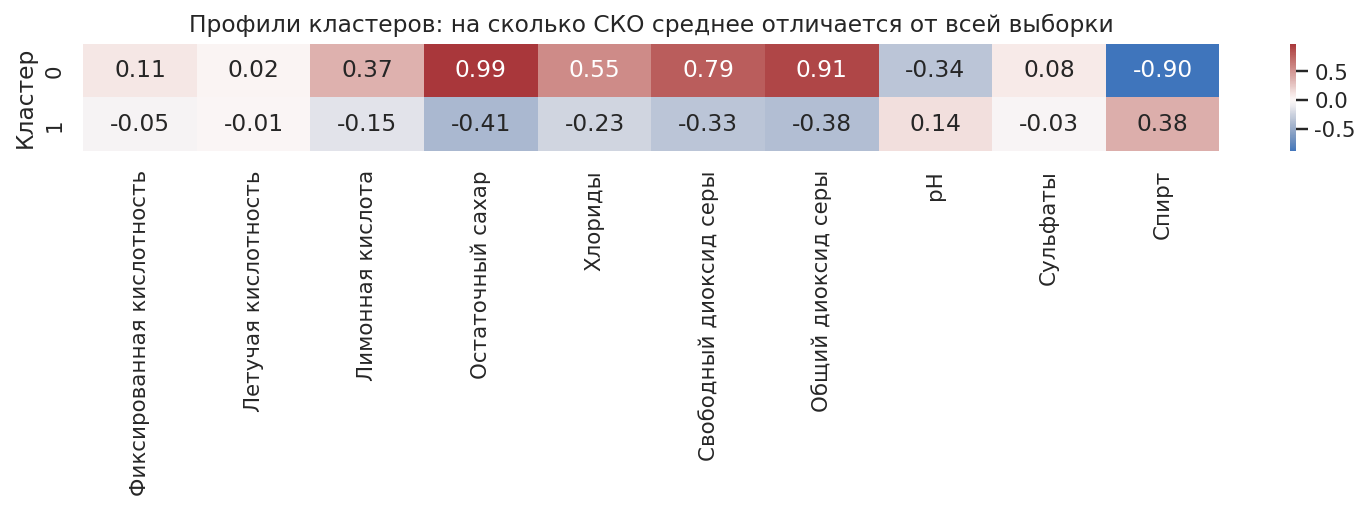 Профили кластеров: на сколько СКО среднее отличается от всей выборки
Кластер
0
0.11 0.02 0.37 0.99 0.55 0.79 0.91 -0.34 0.08 -0.90
1
-0.05 -0.01 -0.15 -0.41 -0.23 -0.33 -0.38 0.14 -0.03 0.38
Фиксированная кислотность
Летучая кислотность
Лимонная кислота
Остаточный сахар
Хлориды
Свободный диоксид серы
Общий диоксид серы
pH
Сульфаты
Спирт
0.5
0.0
-0.5